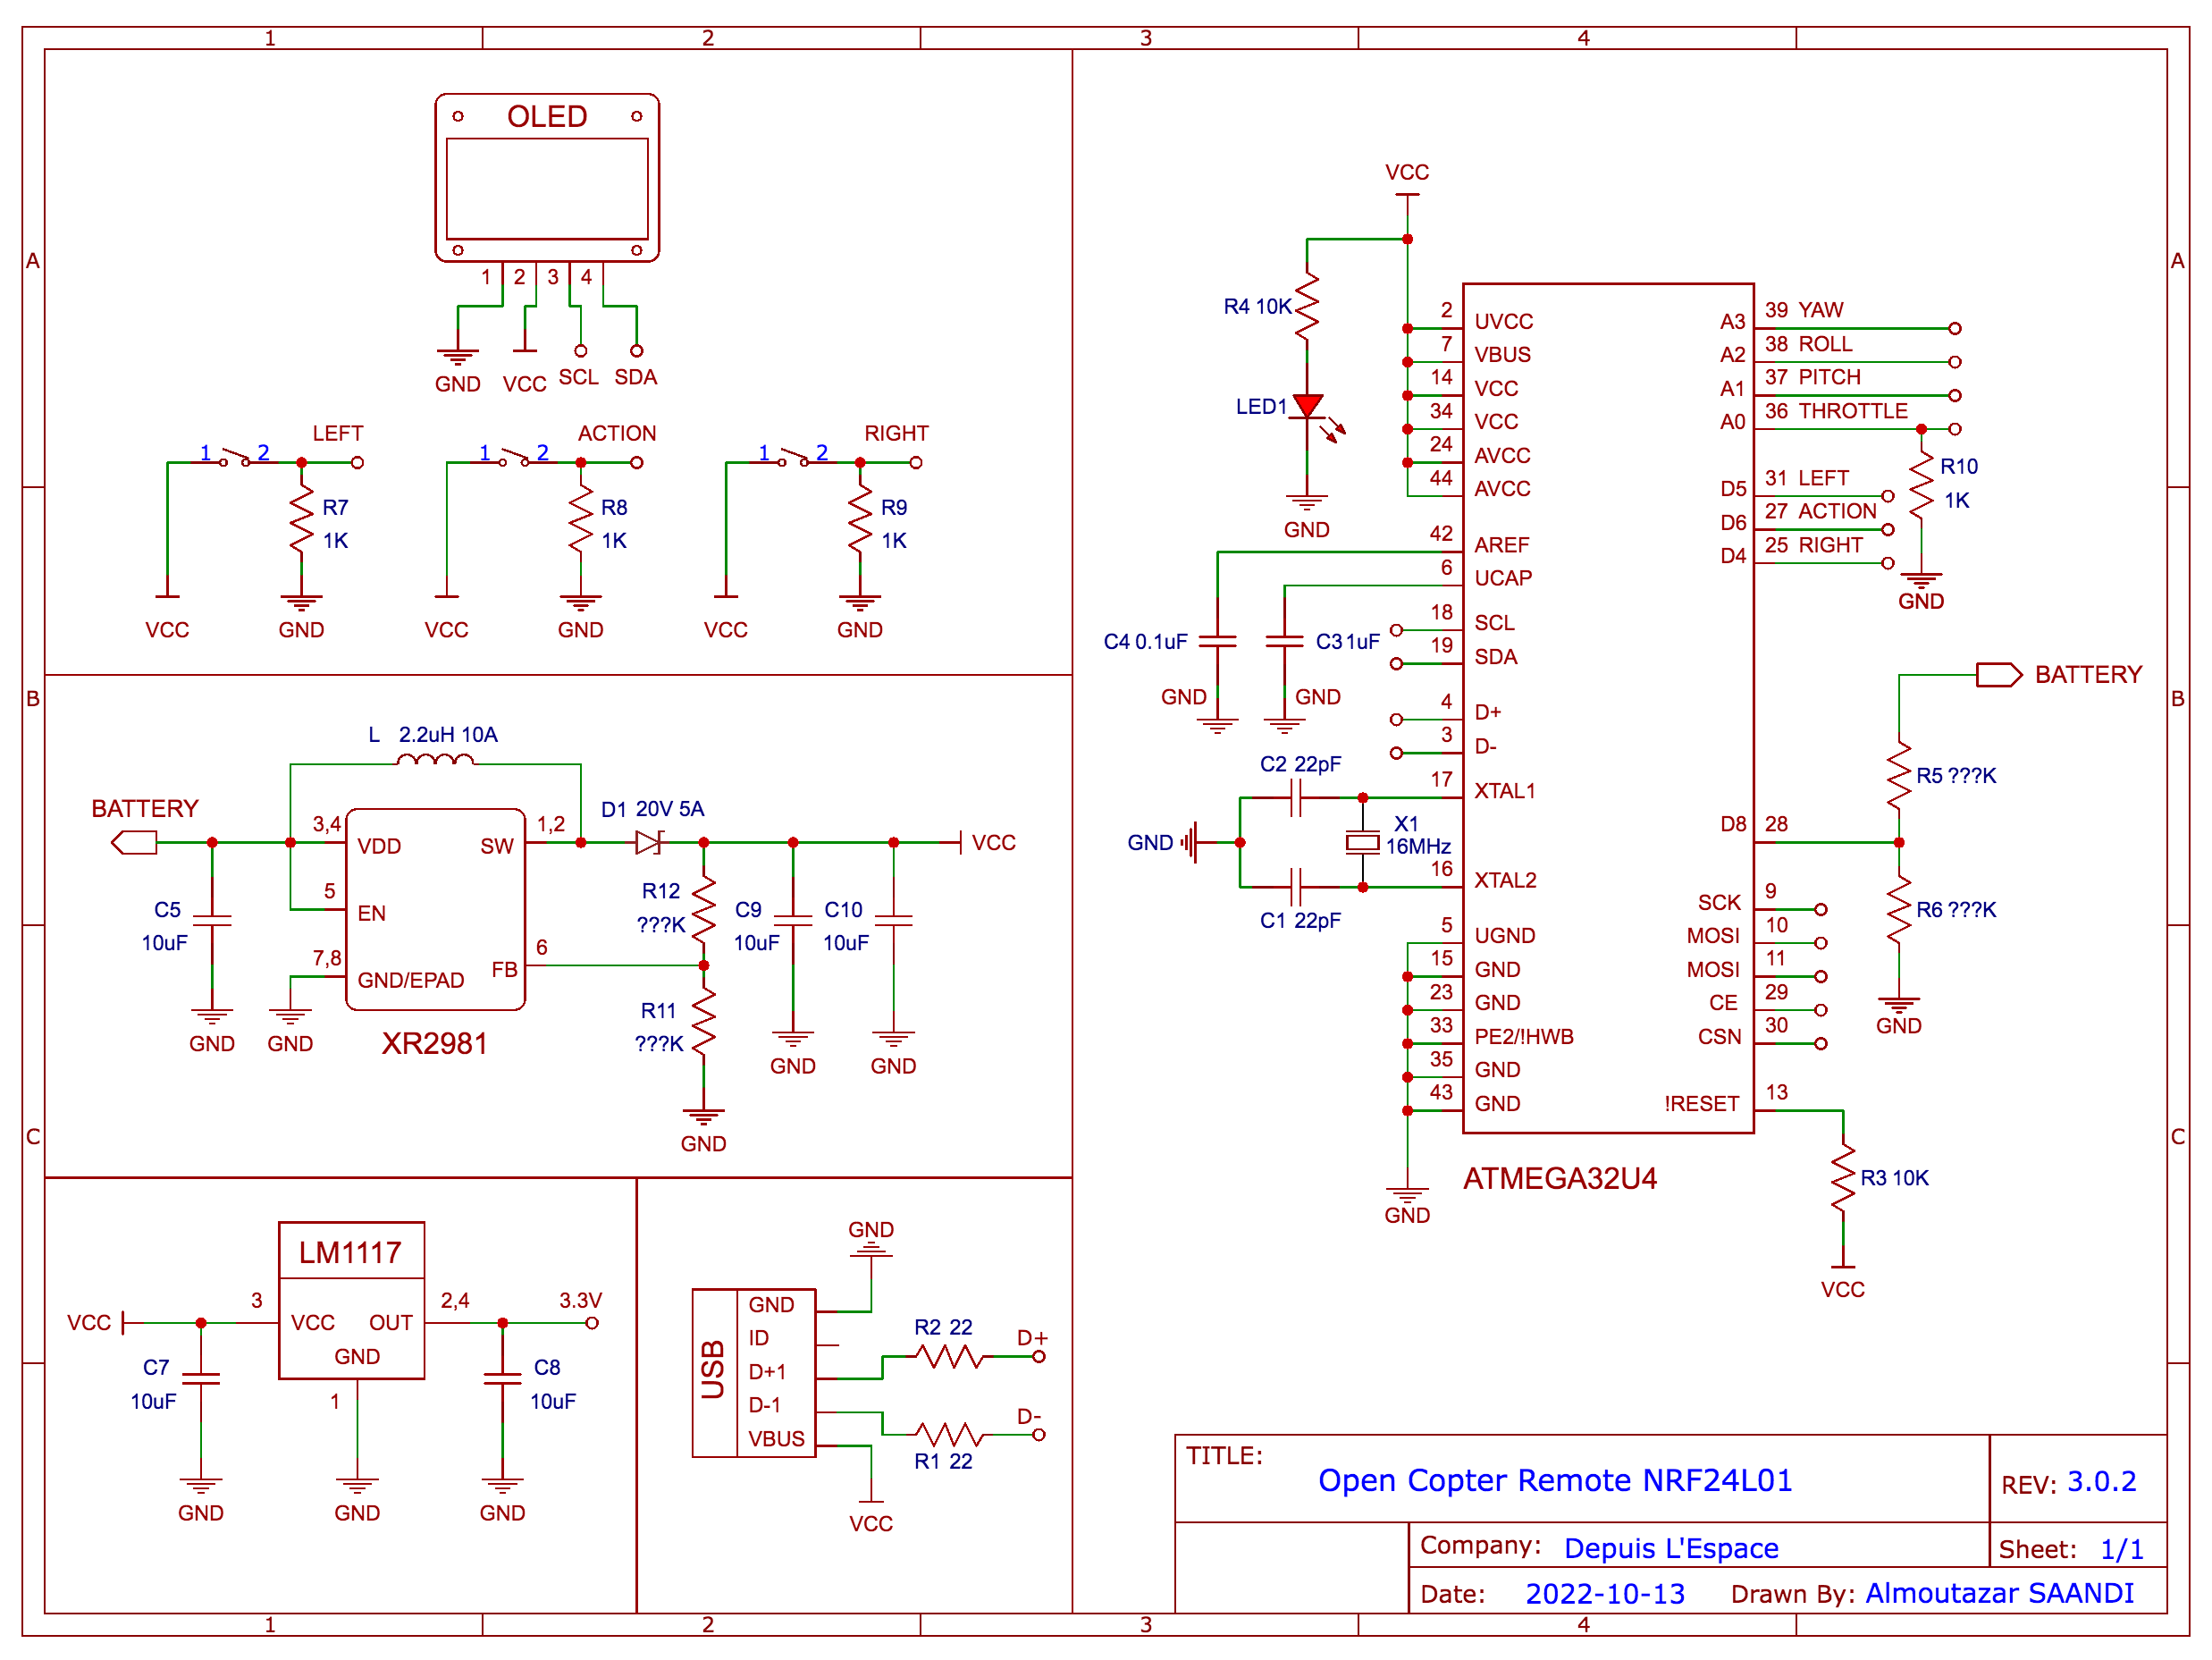 1 2 3 4
A A
B B
C C
OLED
1 2 3 4
GND VCC SCL SDA
LEFT ACTION RIGHT
1 2 1 2 1 2
R7 R8 R9
1K 1K 1K
VCC GND VCC GND VCC GND
L 2.2uH 10A
BATTERY
D1 20V 5A
3,4 VDD SW 1,2
VCC
5 EN
R12
???K
C5
10uF
C9
10uF
C10
10uF
7,8 GND/EPAD FB 6
R11
???K
GND GND
XR2981
GND GND
GND
LM1117
VCC 3 VCC OUT 2,4 3.3V
GND
C7
10uF
1
C8
10uF
GND GND GND
GND
USB
GND
ID
D+1
D-1
VBUS
R2 22 D+
D-
R1 22
VCC
VCC
R4 10K
LED1
GND
2 UVCC
7 VBUS
14 VCC
34 VCC
24 AVCC
44 AVCC
42 AREF
6 UCAP
18 SCL
19 SDA
4 D+
3 D-
17 XTAL1
16 XTAL2
5 UGND
15 GND
23 GND
33 PE2/!HWB
35 GND
43 GND
C4 0.1uF C3 1uF
GND GND
C2 22pF
GND
X1
16MHz
C1 22pF
GND
ATMEGA32U4
A3 39 YAW
A2 38 ROLL
A1 37 PITCH
A0 36 THROTTLE
D5 31 LEFT
D6 27 ACTION
D4 25 RIGHT
R10
1K
GND
BATTERY
R5 ???K
D8 28
R6 ???K
GND
SCK 9
MOSI 10
MOSI 11
CE 29
CSN 30
!RESET 13
R3 10K
VCC
TITLE:
Open Copter Remote NRF24L01
REV: 3.0.2
Company: Depuis L'Espace
Sheet: 1/1
Date: 2022-10-13 Drawn By: Almoutazar SAANDI
1 2 3 4